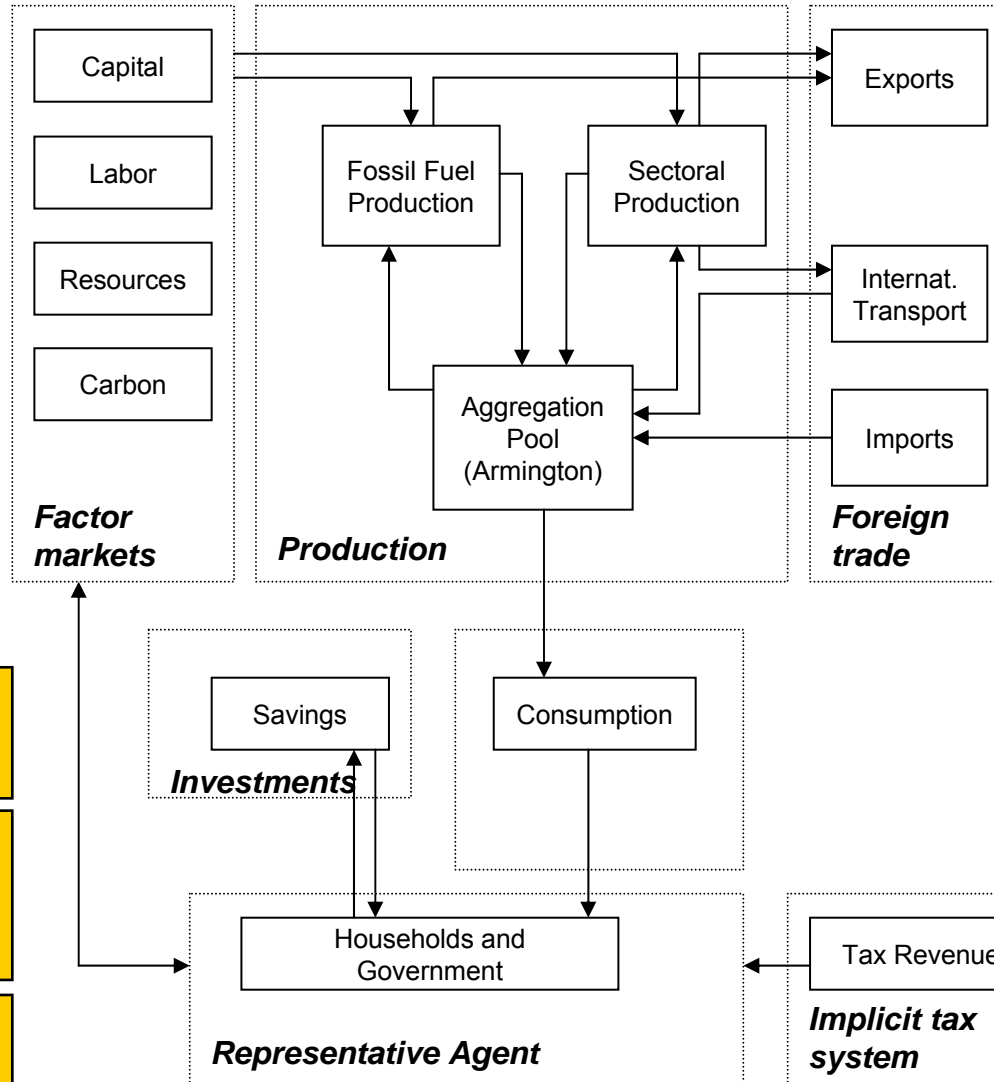 Capital
Labor
Resources
Carbon
Factor
markets
Fossil Fuel
Production
Sectoral
Production
Aggregation
Pool
(Armington)
Production
Exports
Internat.
Transport
Imports
Foreign
trade
Savings
Investments
Consumption
Households and
Government
Representative Agent
Tax Revenue
Implicit tax
system